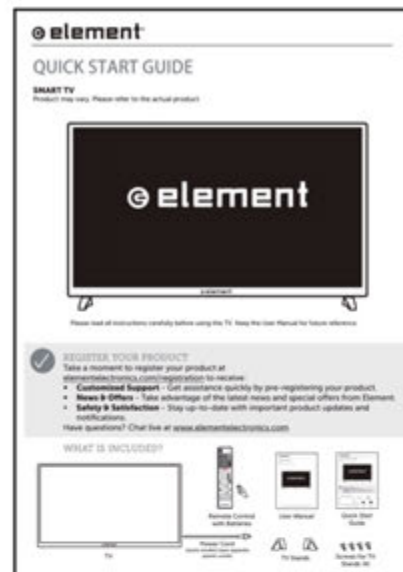 element
QUICK START GUIDE
SMART TV
Product may vary. Please refer to the actual product
element
element
Please read all instructions carefully before using the TV. Keep the User Manual for future reference
REGISTER YOUR PRODUCT
Take a moment to register your product at
elementelectronics.com/registration to receive:
• Customized Support - Get assistance quickly by pre-registering your product.
• News & Offers - Take advantage of the latest news and special offers from Element.
• Safety & Satisfaction - Stay up-to-date with important product updates and
notifications.
Have questions? Chat live at www.elementelectronics.com
WHAT IS INCLUDED?
Remote Control
with Batteries
User Manual
Quick Start
Guide
TV
Power Cord
TV Stands
Screws for TV
Stands